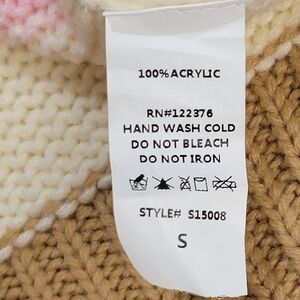 100% ACRYLIC
RN#122376
HAND WASH COLD
DO NOT BLEACH
DO NOT IRON
STYLE# S15008
S